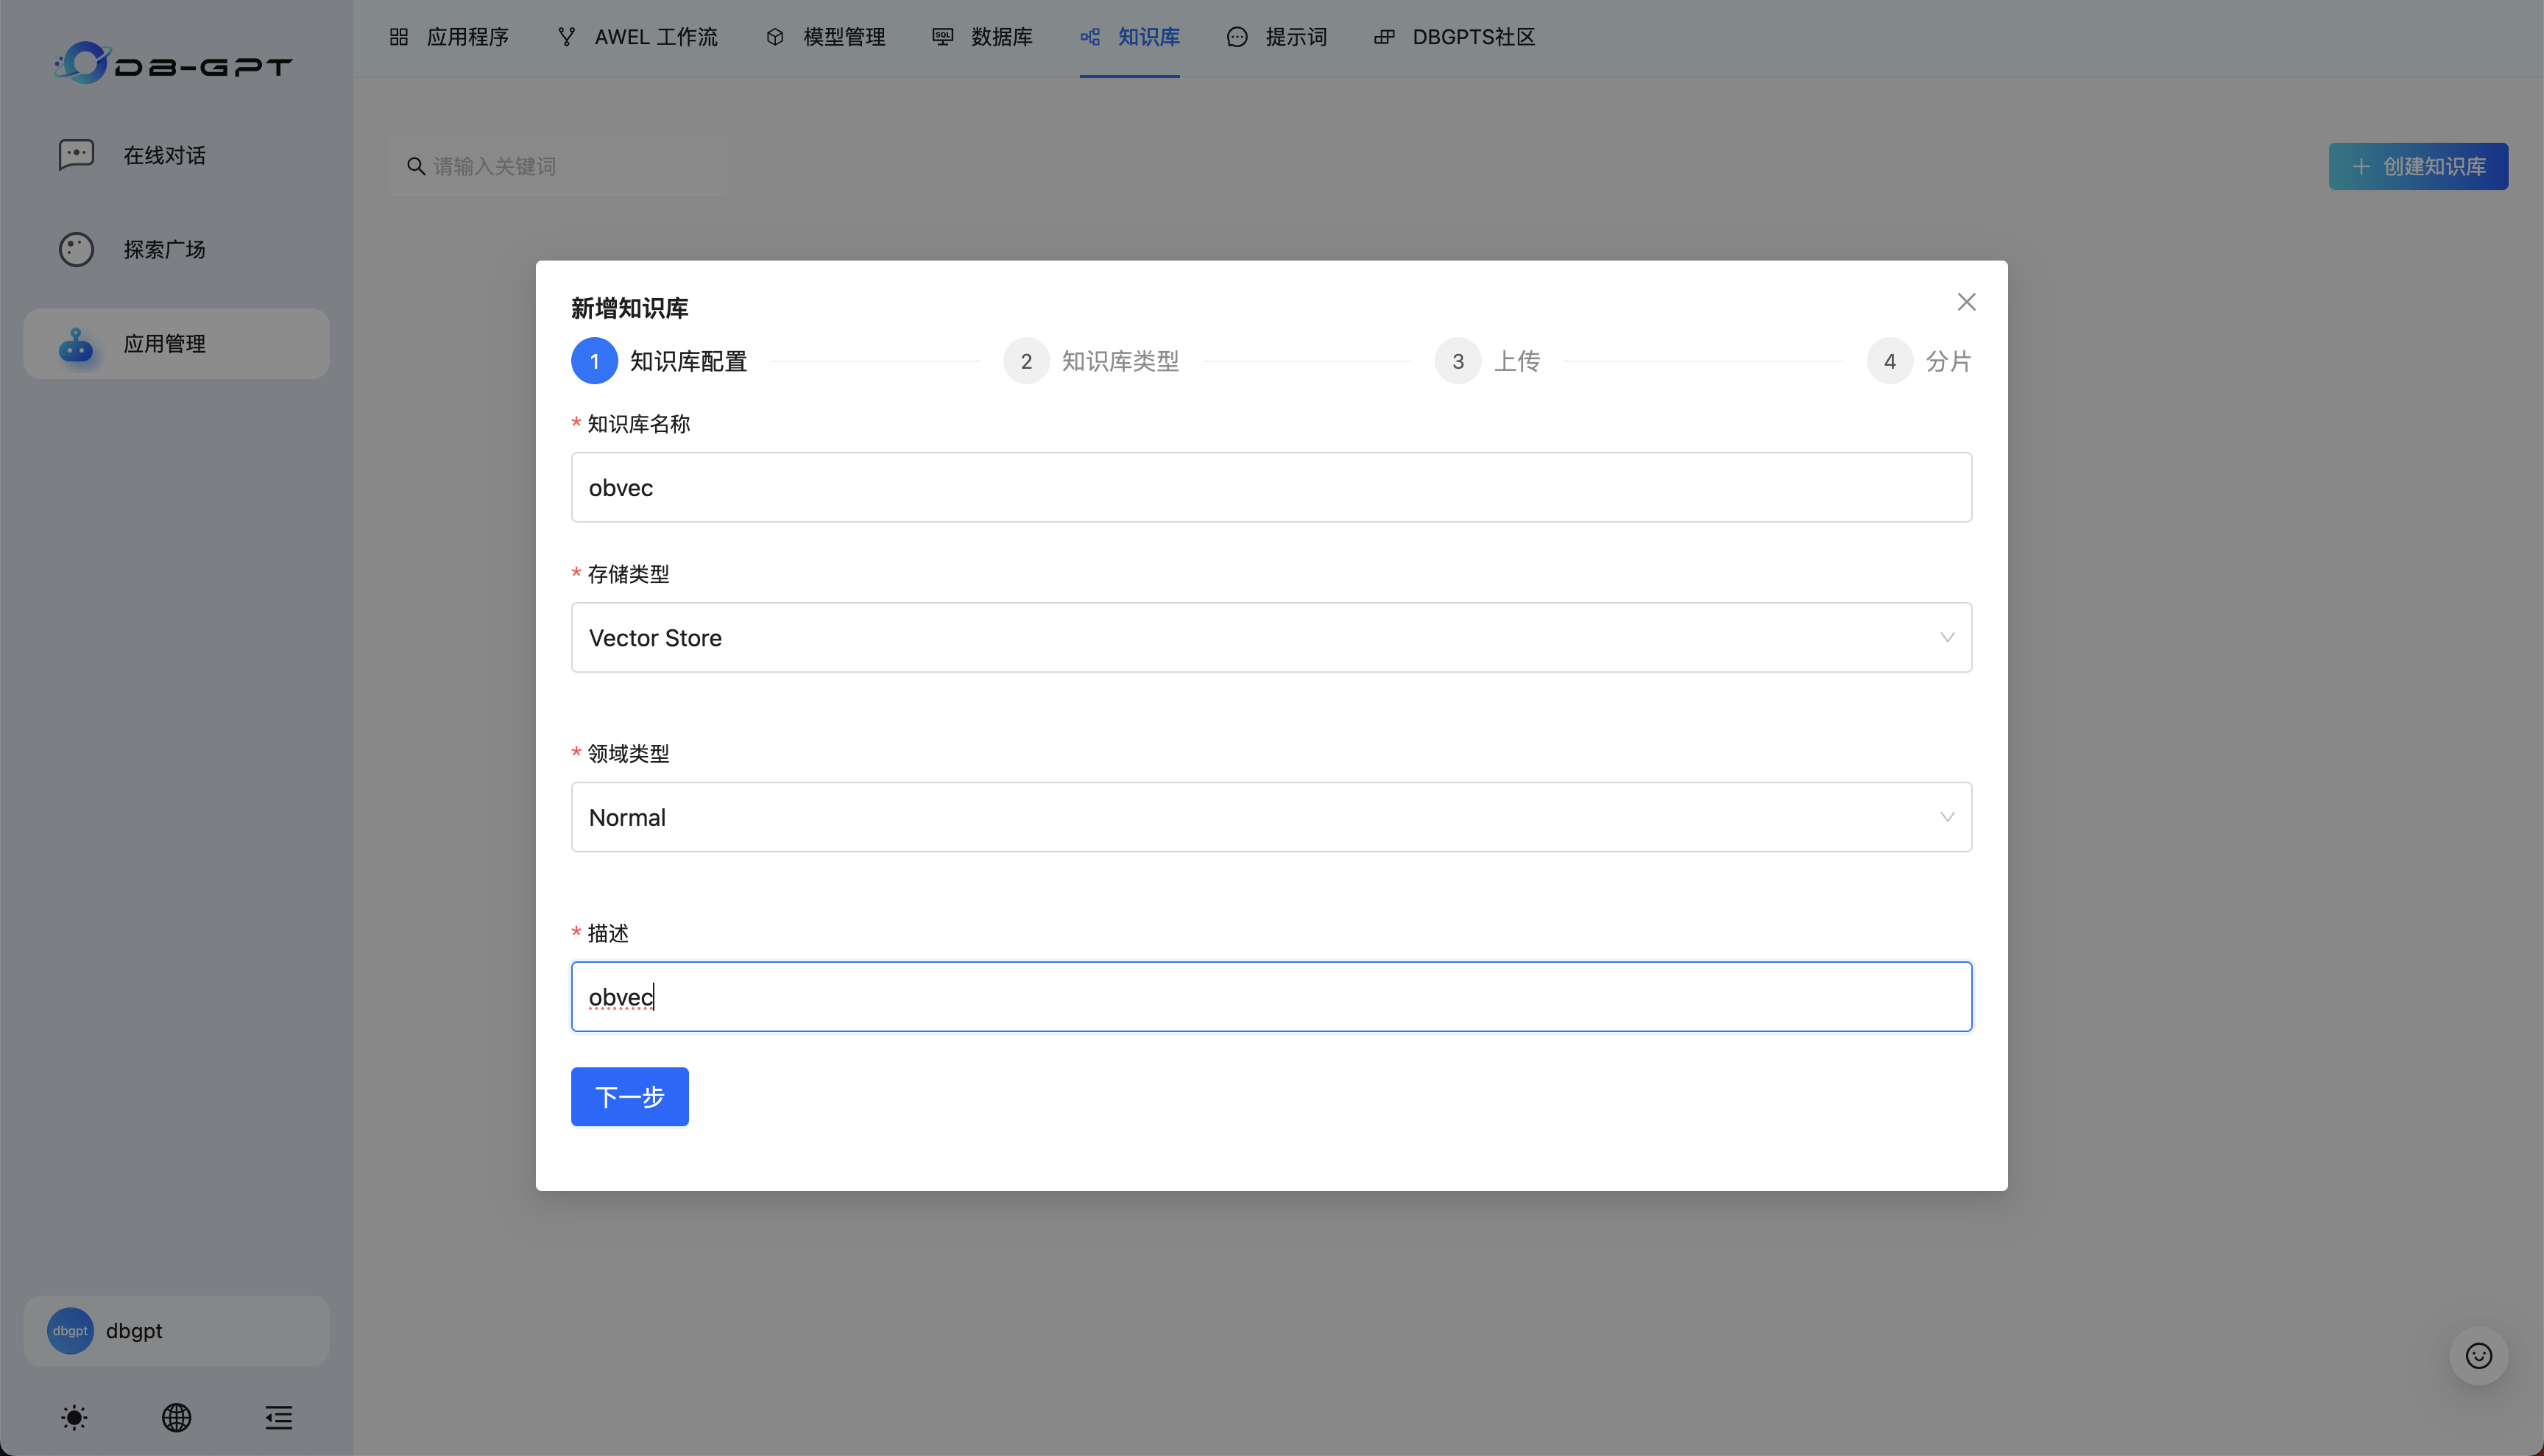 DB-GPT
应用程序
AWEL 工作流
模型管理
SQL
数据库
知识库
提示词
DBGPTS社区
在线对话
探索广场
应用管理
请输入关键词
创建知识库
新增知识库
1 知识库配置
2 知识库类型
3 上传
4 分片
* 知识库名称
obvec
* 存储类型
Vector Store
* 领域类型
Normal
* 描述
obvec
下一步
dbgpt dbgpt